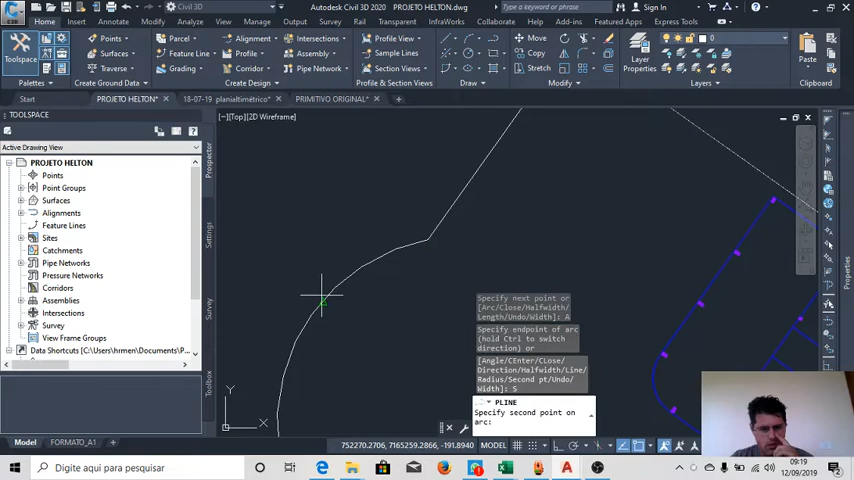 Civil 3D
Autodesk Civil 3D 2020 PROJETO HELTON.dwg
Type a keyword or phrase
Sign In
C3D
Home Insert Annotate Modify Analyze View Manage Output Survey Rail Transparent InfraWorks Collaborate Help Add-ins Featured Apps Express Tools
Toolspace
Points
Surfaces
Traverse
Parcel
Feature Line
Grading
Alignment
Profile
Corridor
Intersections
Assembly
Pipe Network
Profile View
Sample Lines
Section Views
Move
Copy
Stretch
Layer
Properties
0
Paste
Palettes Create Ground Data Create Design Profile & Section Views Draw Modify Layers Clipboard
Start PROJETO HELTON* 18-07-19 planialtimétrico* PRIMITIVO ORIGINAL*
TOOLSPACE
[−][Top][2D Wireframe]
Active Drawing View
PROJETO HELTON
Points
Point Groups
Surfaces
Alignments
Feature Lines
Sites
Catchments
Pipe Networks
Pressure Networks
Corridors
Assemblies
Intersections
Survey
View Frame Groups
Data Shortcuts [C:\Users\hrmen\Documents\P...
Prospector
Settings
Survey
Toolbox
Properties
Specify next point or
[Arc/Close/Halfwidth/
Length/Undo/Width]: A
Specify endpoint of arc
(hold Ctrl to switch
direction) or
[Angle/CEnter/CLose/
Direction/Halfwidth/Line/
Radius/Second pt/Undo/
Width]: S
PLINE
Specify second point on
arc:
Y
X
Model FORMATO_A1
752270.2706, 7165259.2866, -191.8940 MODEL
Digite aqui para pesquisar
09:19
12/09/2019
2